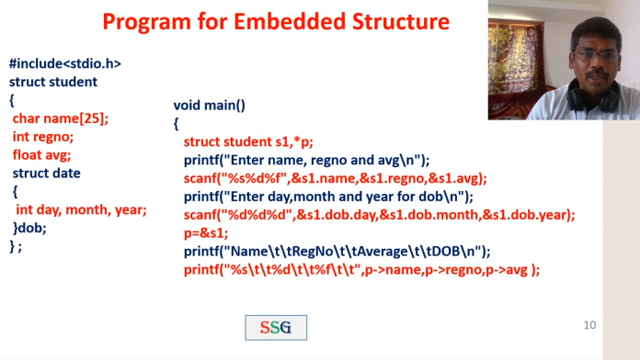 Program for Embedded Structure
#include<stdio.h>
struct student
{
char name[25];
int regno;
float avg;
struct date
{
int day, month, year;
}dob;
} ;
void main()
{
struct student s1,*p;
printf("Enter name, regno and avg\n");
scanf("%s%d%f",&s1.name,&s1.regno,&s1.avg);
printf("Enter day,month and year for dob\n");
scanf("%d%d%d",&s1.dob.day,&s1.dob.month,&s1.dob.year);
p=&s1;
printf("Name\t\tRegNo\t\tAverage\t\tDOB\n");
printf("%s\t\t%d\t\t%f\t\t",p->name,p->regno,p->avg );
SSG
10